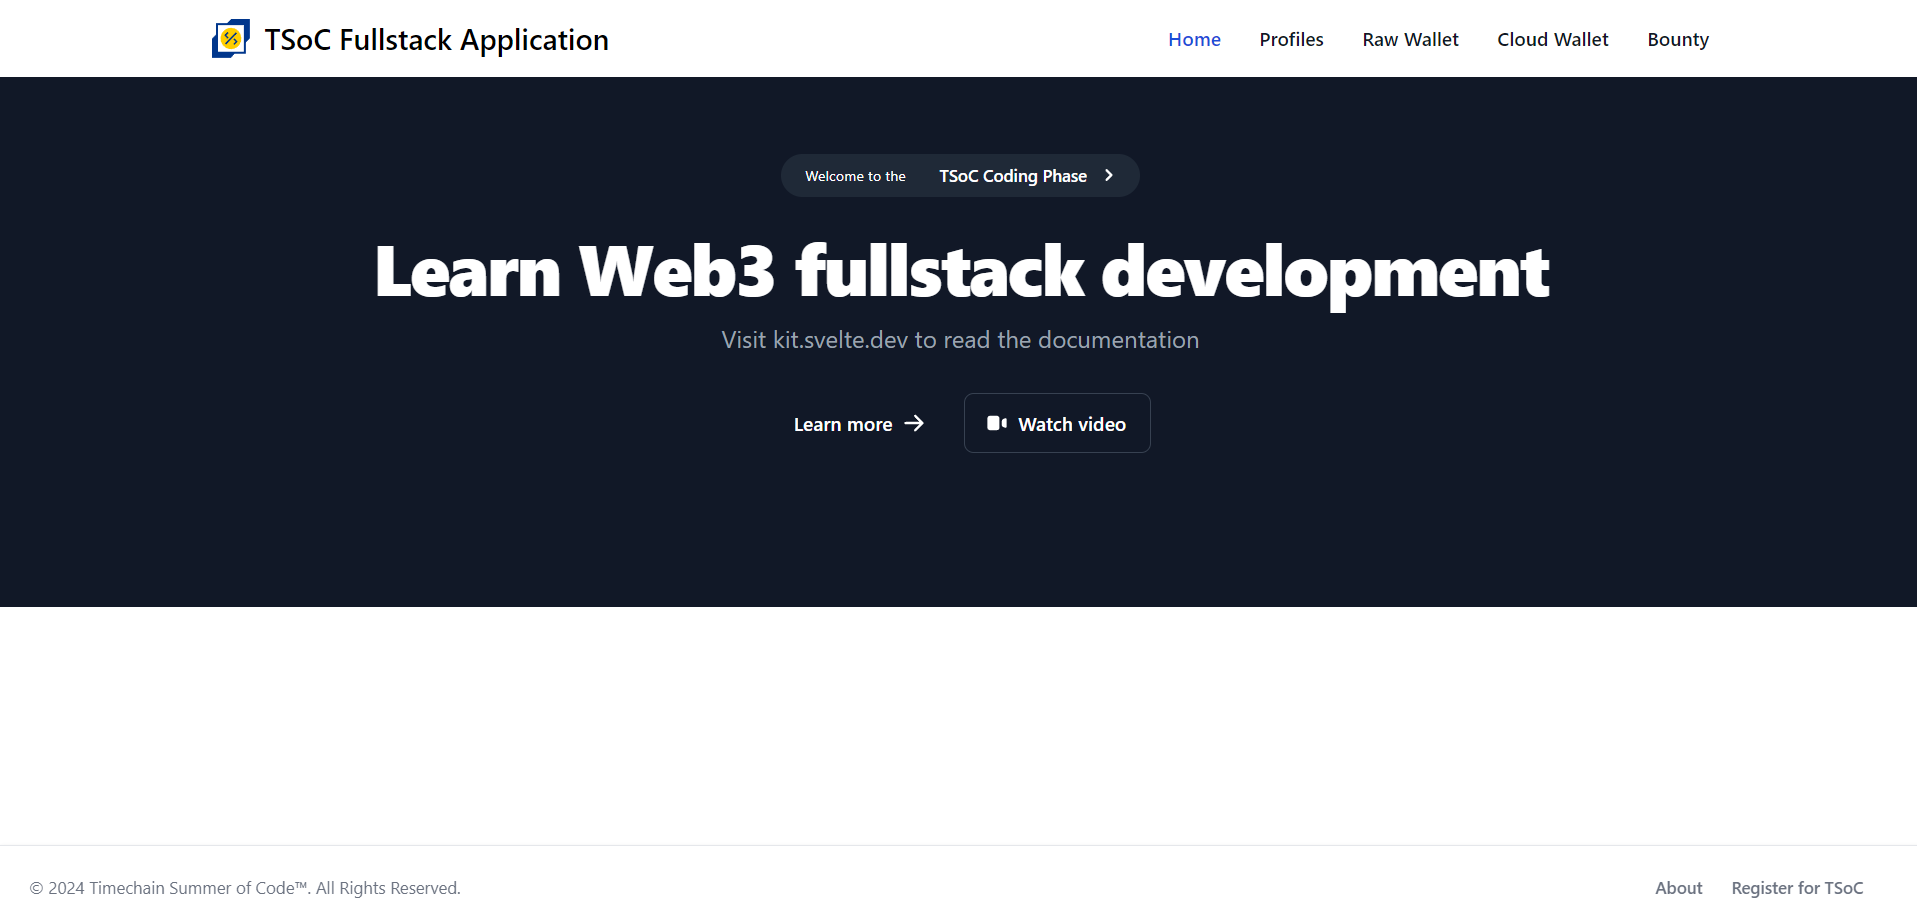 TSoC Fullstack Application
Home Profiles Raw Wallet Cloud Wallet Bounty
Welcome to the TSoC Coding Phase
Learn Web3 fullstack development
Visit kit.svelte.dev to read the documentation
Learn more Watch video
© 2024 Timechain Summer of Code™. All Rights Reserved.
About Register for TSoC